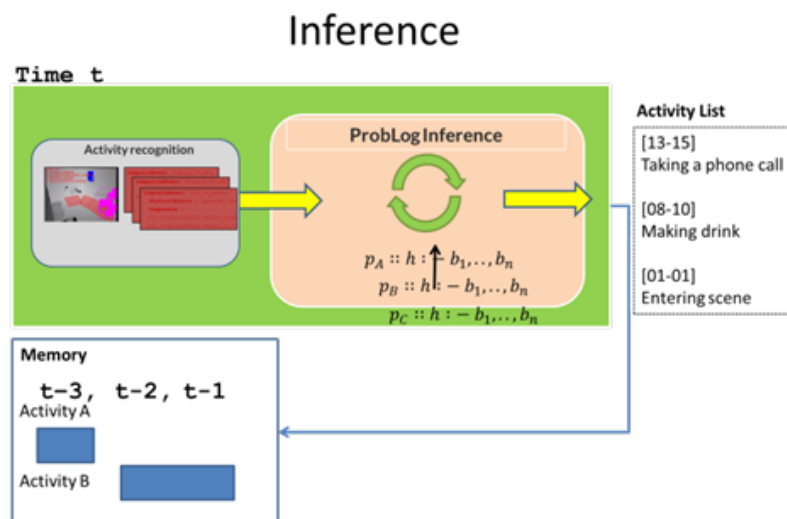 Inference
Time t
Activity recognition
ProbLog Inference
p_A :: h :− b_1,..,b_n
p_B :: h :− b_1,..,b_n
p_C :: h :− b_1,..,b_n
Activity List
[13-15]
Taking a phone call
[08-10]
Making drink
[01-01]
Entering scene
Memory
t-3, t-2, t-1
Activity A
Activity B